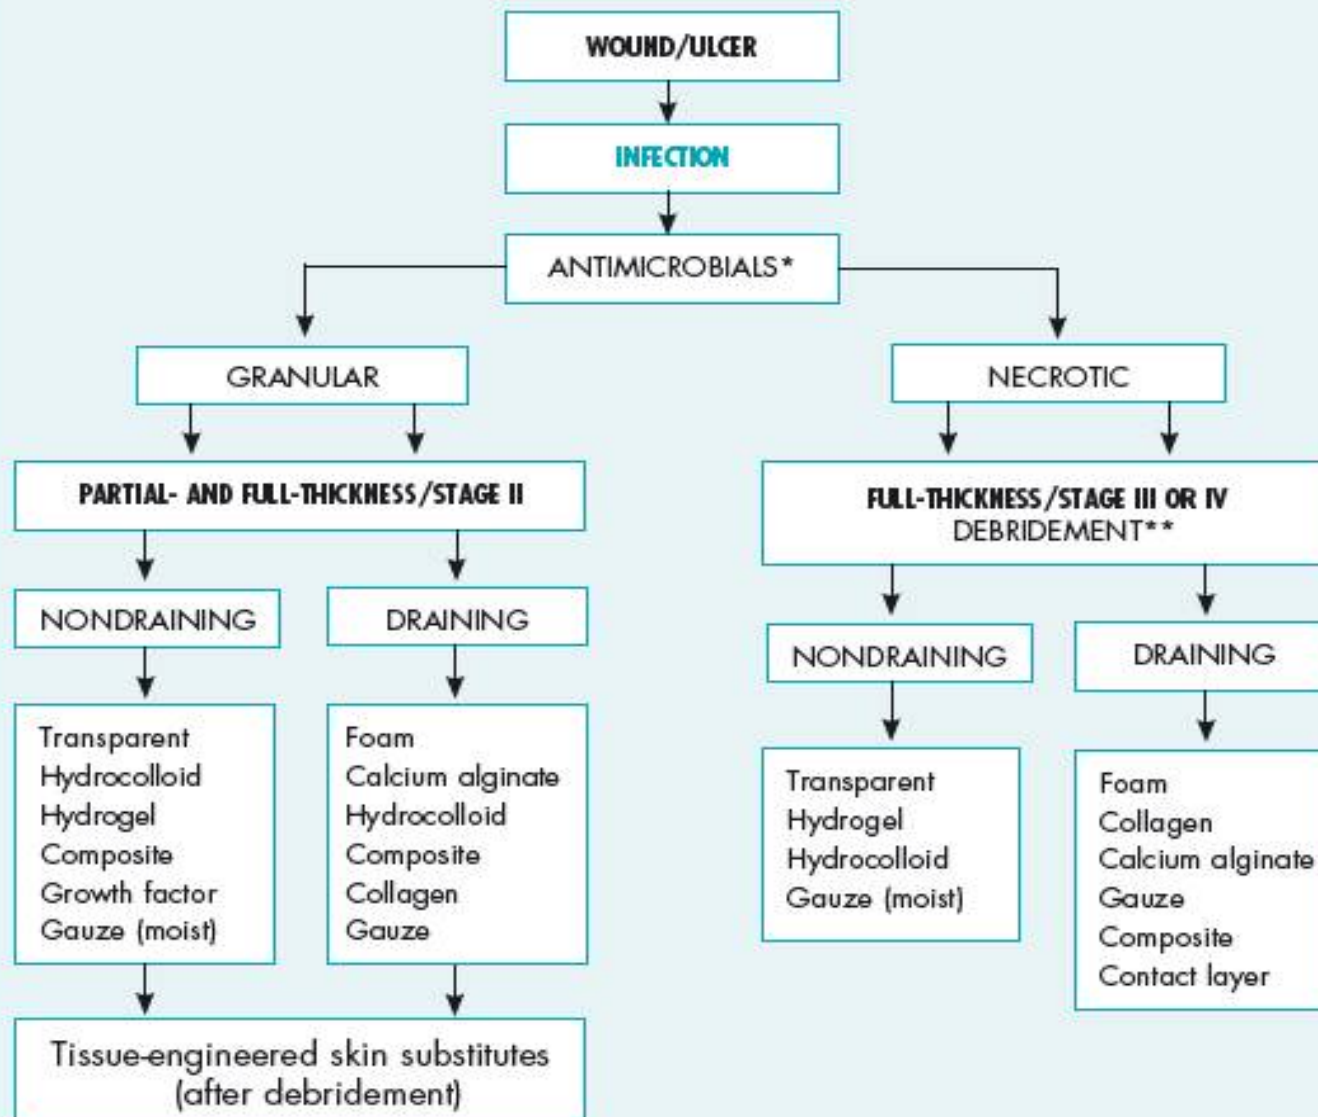 WOUND/ULCER
INFECTION
ANTIMICROBIALS*
GRANULAR
NECROTIC
PARTIAL- AND FULL-THICKNESS/STAGE II
FULL-THICKNESS/STAGE III OR IV
DEBRIDEMENT**
NONDRAINING
DRAINING
NONDRAINING
DRAINING
Transparent
Hydrocolloid
Hydrogel
Composite
Growth factor
Gauze (moist)
Foam
Calcium alginate
Hydrocolloid
Composite
Collagen
Gauze
Transparent
Hydrogel
Hydrocolloid
Gauze (moist)
Foam
Collagen
Calcium alginate
Gauze
Composite
Contact layer
Tissue-engineered skin substitutes
(after debridement)